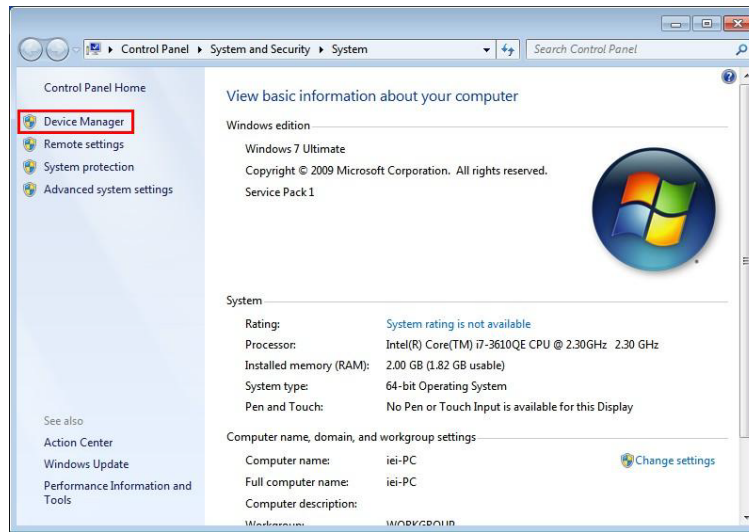 Control Panel ▸ System and Security ▸ System
Search Control Panel
Control Panel Home
Device Manager
Remote settings
System protection
Advanced system settings
See also
Action Center
Windows Update
Performance Information and
Tools
View basic information about your computer
Windows edition
Windows 7 Ultimate
Copyright © 2009 Microsoft Corporation. All rights reserved.
Service Pack 1
System
Rating: System rating is not available
Processor: Intel(R) Core(TM) i7-3610QE CPU @ 2.30GHz 2.30 GHz
Installed memory (RAM): 2.00 GB (1.82 GB usable)
System type: 64-bit Operating System
Pen and Touch: No Pen or Touch Input is available for this Display
Computer name, domain, and workgroup settings
Computer name: iei-PC Change settings
Full computer name: iei-PC
Computer description:
Workgroup: WORKGROUP